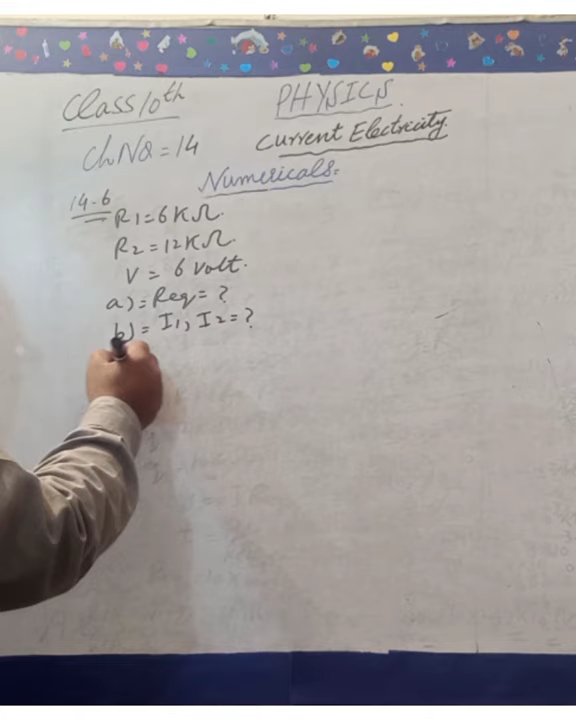 Class 10th PHYSICS.
Ch No = 14 Current Electricity
Numericals:
14.6
R1 = 6 KΩ.
R2 = 12 KΩ.
V = 6 Volt.
a) = Req = ?
b) = I1, I2 = ?